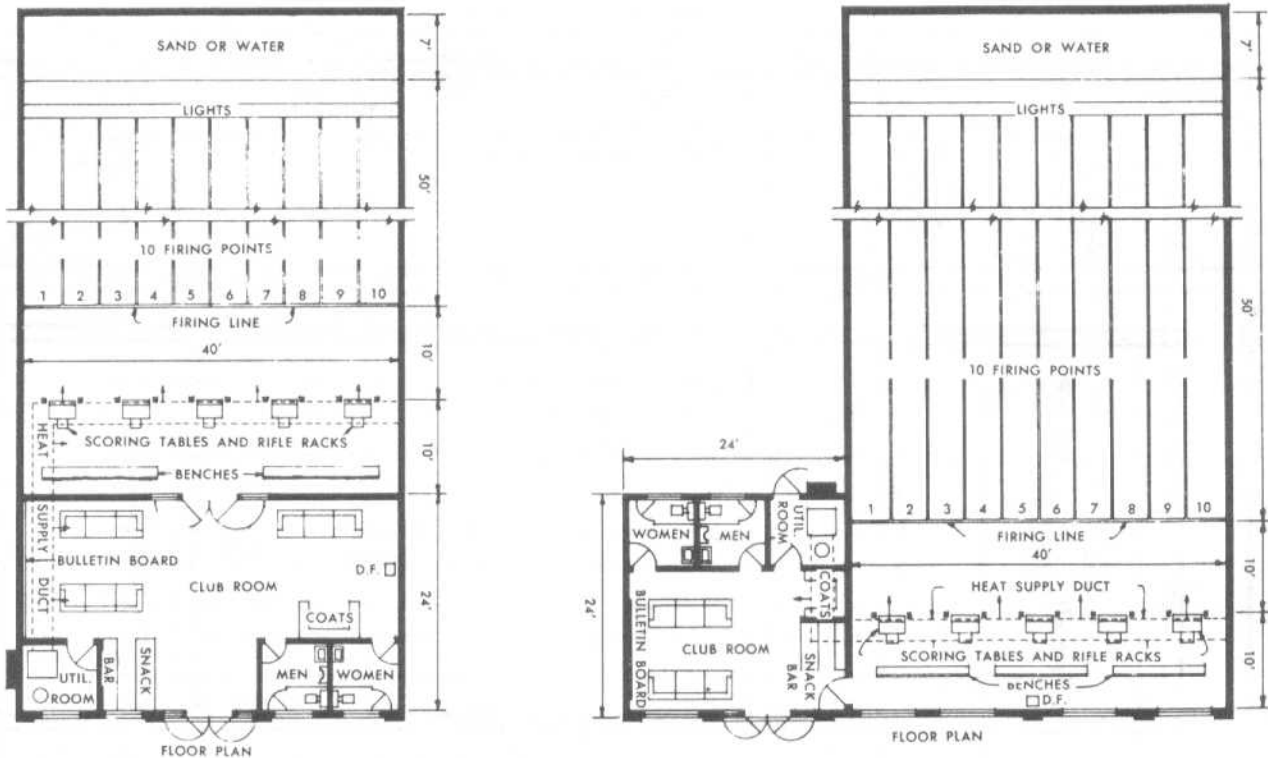 SAND OR WATER
7'
LIGHTS
50'
10 FIRING POINTS
1 2 3 4 5 6 7 8 9 10
FIRING LINE
40'
10'
HEAT SUPPLY DUCT
SCORING TABLES AND RIFLE RACKS
10'
BENCHES
BULLETIN BOARD
CLUB ROOM
D.F.
24'
COATS
UTIL. ROOM
BAR
SNACK
MEN
WOMEN
FLOOR PLAN
SAND OR WATER
7'
LIGHTS
50'
10 FIRING POINTS
24'
1 2 3 4 5 6 7 8 9 10
WOMEN
MEN
UTIL.
ROOM
FIRING LINE
40'
10'
24'
COATS
HEAT SUPPLY DUCT
BULLETIN BOARD
CLUB ROOM
SNACK
BAR
SCORING TABLES AND RIFLE RACKS
10'
BENCHES
D.F.
FLOOR PLAN